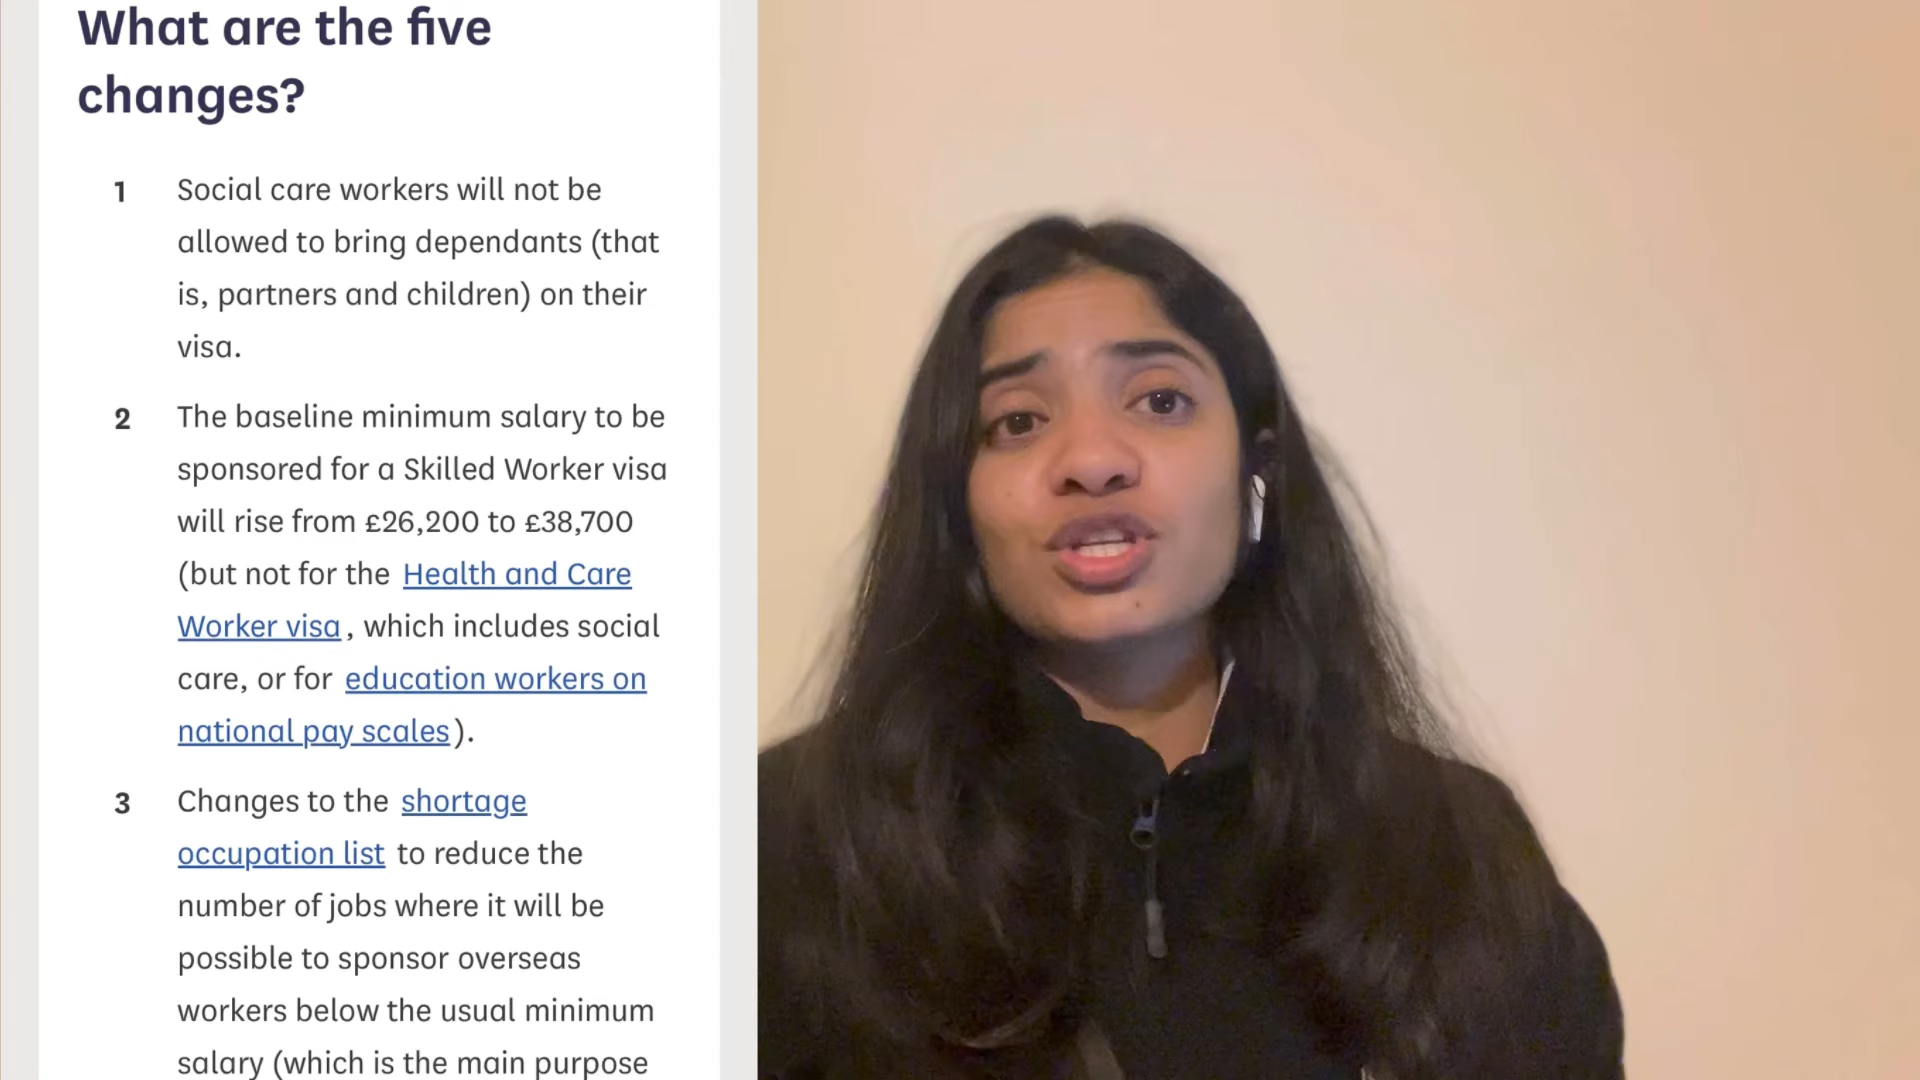 What are the five
changes?
1 Social care workers will not be
allowed to bring dependants (that
is, partners and children) on their
visa.
2 The baseline minimum salary to be
sponsored for a Skilled Worker visa
will rise from £26,200 to £38,700
(but not for the Health and Care
Worker visa, which includes social
care, or for education workers on
national pay scales).
3 Changes to the shortage
occupation list to reduce the
number of jobs where it will be
possible to sponsor overseas
workers below the usual minimum
salary (which is the main purpose